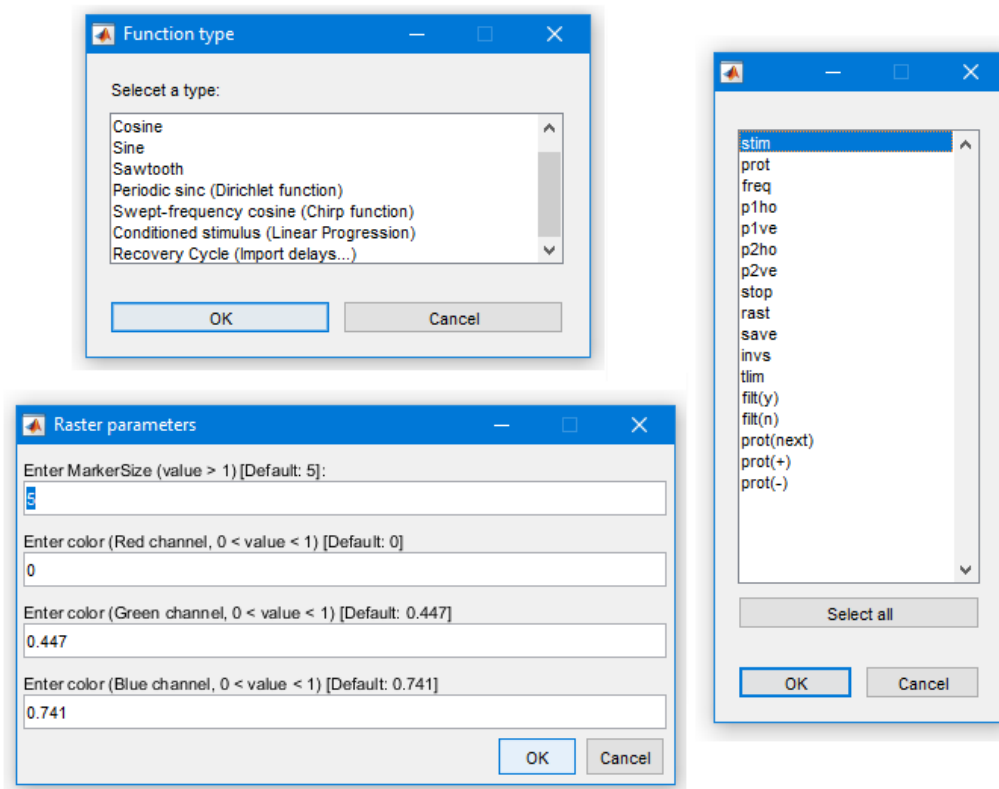 Function type
Selecet a type:
Cosine
Sine
Sawtooth
Periodic sinc (Dirichlet function)
Swept-frequency cosine (Chirp function)
Conditioned stimulus (Linear Progression)
Recovery Cycle (Import delays...)
OK
Cancel
Raster parameters
Enter MarkerSize (value > 1) [Default: 5]:
5
Enter color (Red channel, 0 < value < 1) [Default: 0]
0
Enter color (Green channel, 0 < value < 1) [Default: 0.447]
0.447
Enter color (Blue channel, 0 < value < 1) [Default: 0.741]
0.741
OK
Cancel
stim
prot
freq
p1ho
p1ve
p2ho
p2ve
stop
rast
save
invs
tlim
filt(y)
filt(n)
prot(next)
prot(+)
prot(-)
Select all
OK
Cancel